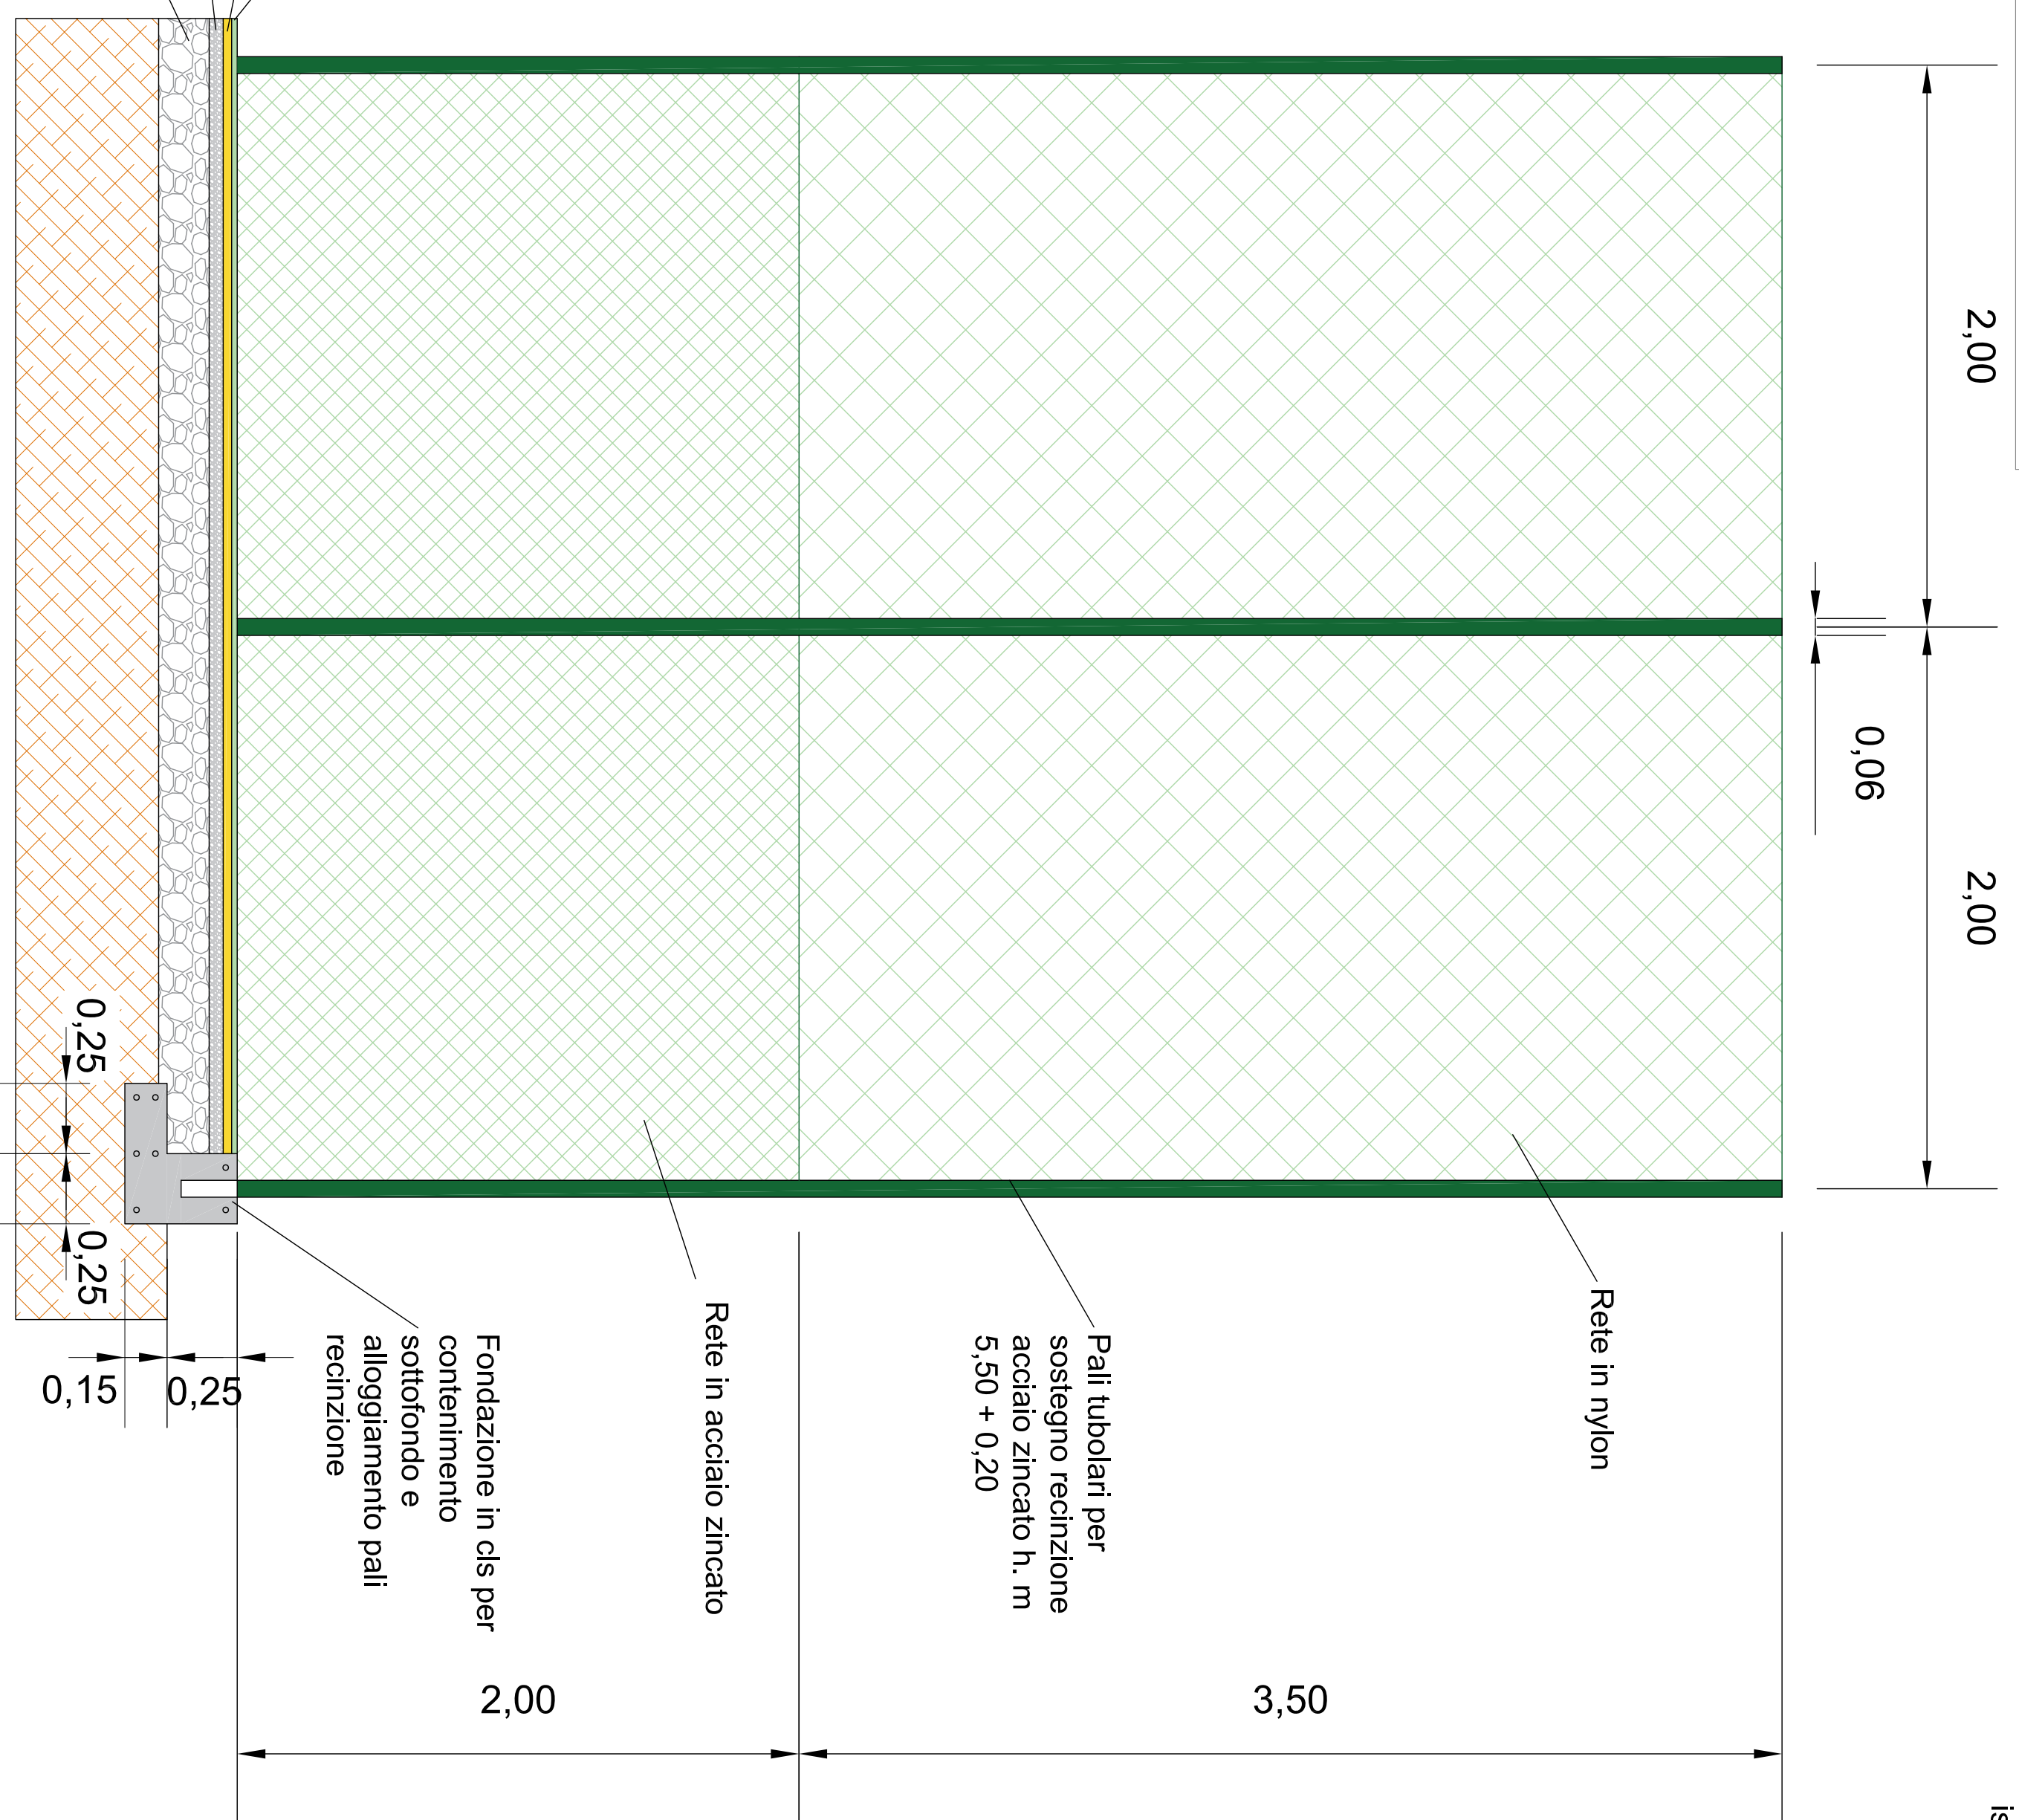 2,00
0,06
2,00
Rete in nylon
Pali tubolari per
sostegno recinzione
acciaio zincato h. m
5,50 + 0,20
Rete in acciaio zincato
Fondazione in cls per
contenimento
sottofondo e
alloggiamento pali
recinzione
0,25
0,25
0,15
0,25
2,00
3,50
is